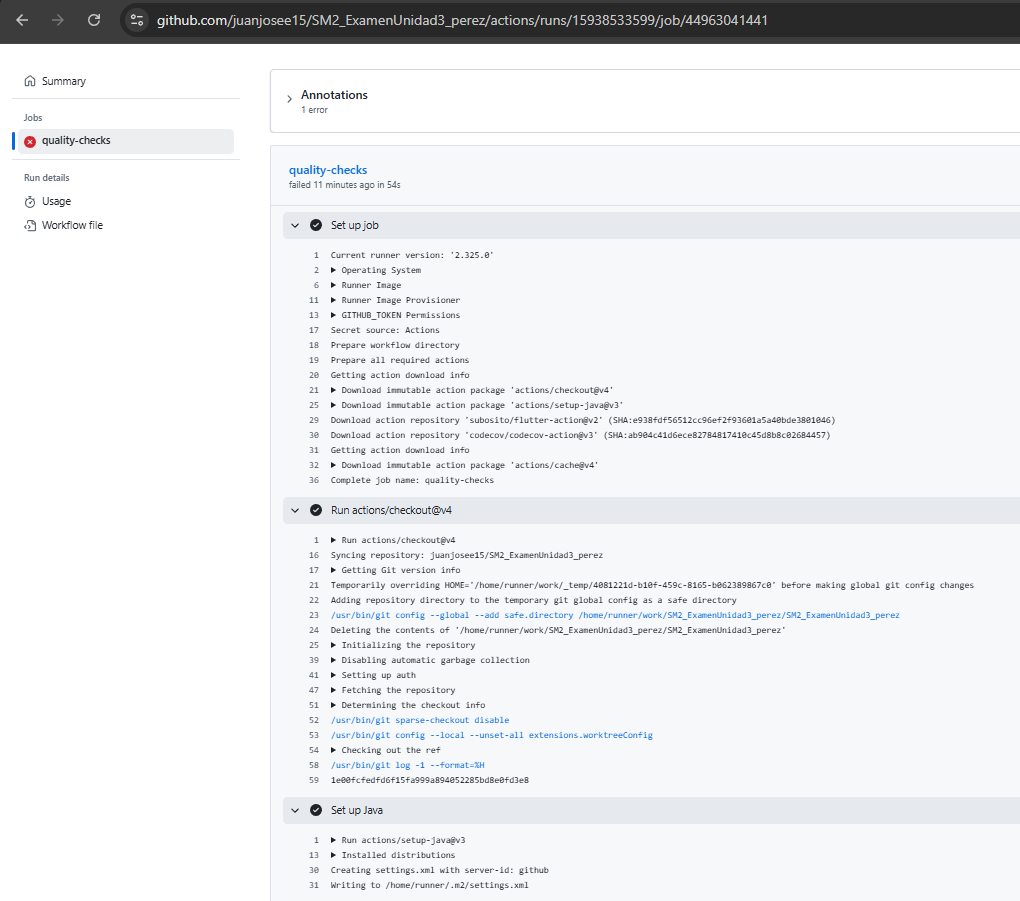 github.com/juanjosee15/SM2_ExamenUnidad3_perez/actions/runs/15938533599/job/44963041441
Summary
Jobs
quality-checks
Run details
Usage
Workflow file
Annotations
1 error
quality-checks
failed 11 minutes ago in 54s
Set up job
1 Current runner version: '2.325.0'
2 Operating System
6 Runner Image
11 Runner Image Provisioner
13 GITHUB_TOKEN Permissions
17 Secret source: Actions
18 Prepare workflow directory
19 Prepare all required actions
20 Getting action download info
21 Download immutable action package 'actions/checkout@v4'
25 Download immutable action package 'actions/setup-java@v3'
29 Download action repository 'subosito/flutter-action@v2' (SHA:e938fdf56512cc96ef2f93601a5a40bde3801046)
30 Download action repository 'codecov/codecov-action@v3' (SHA:ab904c41d6ece82784817410c45d8b8c02684457)
31 Getting action download info
32 Download immutable action package 'actions/cache@v4'
36 Complete job name: quality-checks
Run actions/checkout@v4
1 Run actions/checkout@v4
16 Syncing repository: juanjosee15/SM2_ExamenUnidad3_perez
17 Getting Git version info
21 Temporarily overriding HOME='/home/runner/work/_temp/4081221d-b10f-459c-8165-b062389867c0' before making global git config changes
22 Adding repository directory to the temporary git global config as a safe directory
23 /usr/bin/git config --global --add safe.directory /home/runner/work/SM2_ExamenUnidad3_perez/SM2_ExamenUnidad3_perez
24 Deleting the contents of '/home/runner/work/SM2_ExamenUnidad3_perez/SM2_ExamenUnidad3_perez'
25 Initializing the repository
39 Disabling automatic garbage collection
41 Setting up auth
47 Fetching the repository
51 Determining the checkout info
52 /usr/bin/git sparse-checkout disable
53 /usr/bin/git config --local --unset-all extensions.worktreeConfig
54 Checking out the ref
58 /usr/bin/git log -1 --format=%H
59 1e00fcfedfd6f15fa999a894052285bd8e0fd3e8
Set up Java
1 Run actions/setup-java@v3
13 Installed distributions
30 Creating settings.xml with server-id: github
31 Writing to /home/runner/.m2/settings.xml